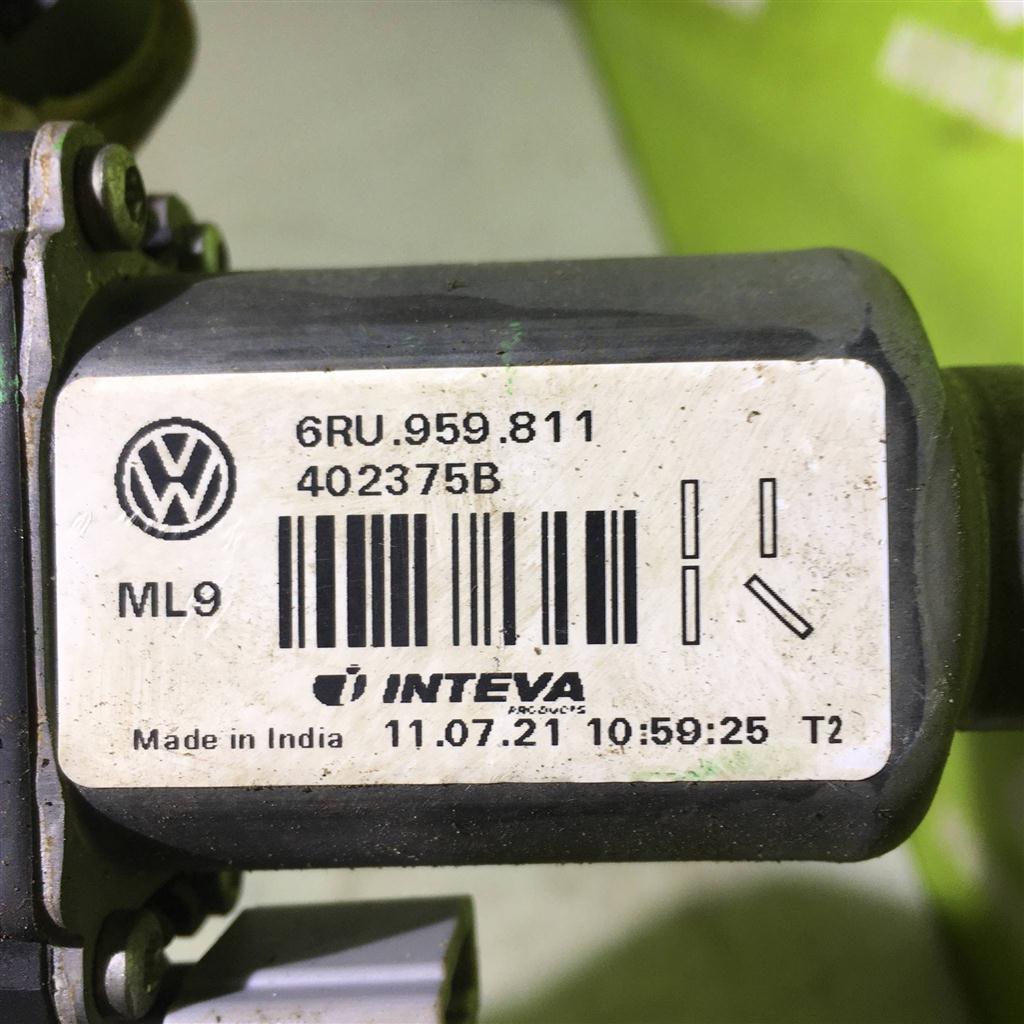 6RU.959.811
402375B
ML9
INTEVA
PRODUCTS
Made in India 11.07.21 10:59:25 T2